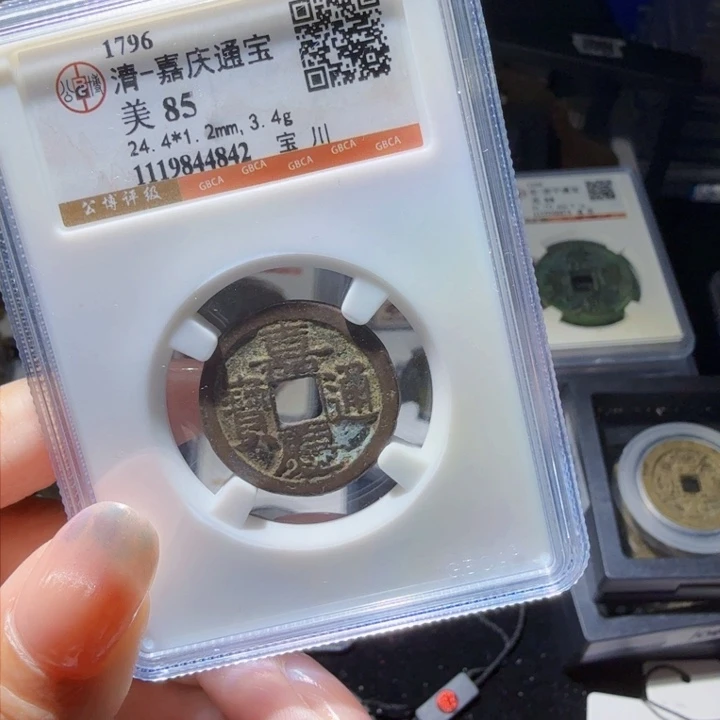 1796
清-嘉庆通宝
美 85
24.4*1.2mm, 3.4g 宝 川
1119844842
公博评级 GBCA GBCA GBCA GBCA GBCA
嘉慶通寶